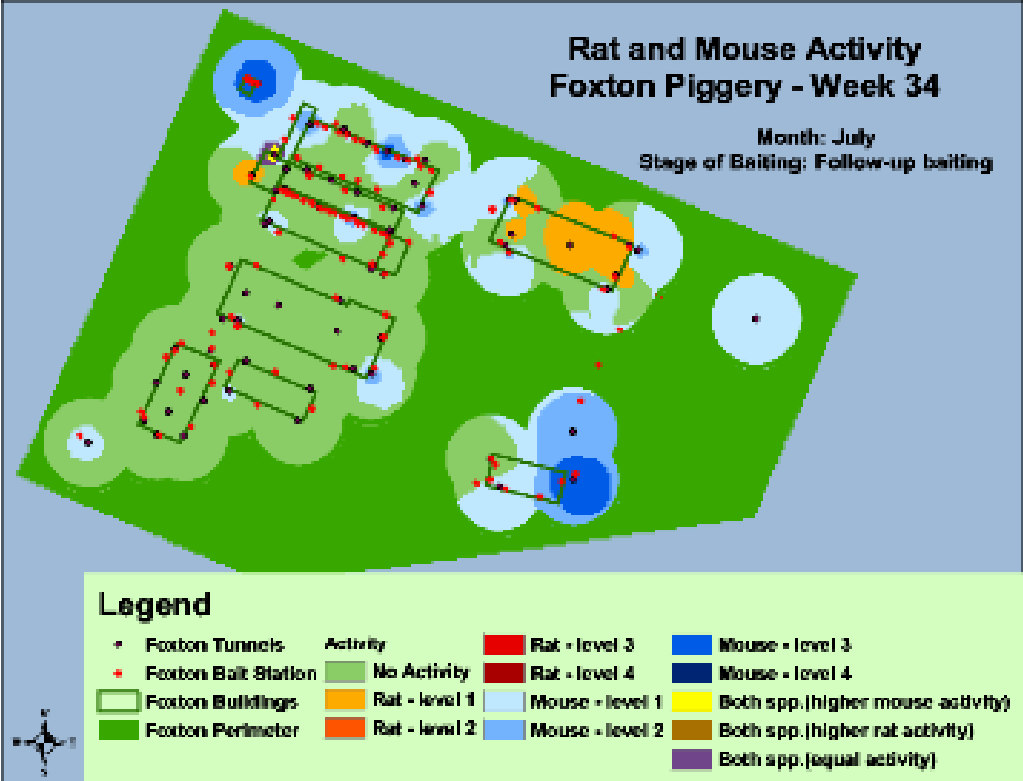 Rat and Mouse Activity
Foxton Piggery - Week 34
Month: July
Stage of Baiting: Follow-up baiting
Legend
Foxton Tunnels
Foxton Bait Station
Foxton Buildings
Foxton Perimeter
Activity
No Activity
Rat - level 1
Rat - level 2
Rat - level 3
Rat - level 4
Mouse - level 1
Mouse - level 2
Mouse - level 3
Mouse - level 4
Both spp.(higher mouse activity)
Both spp.(higher rat activity)
Both spp.(equal activity)